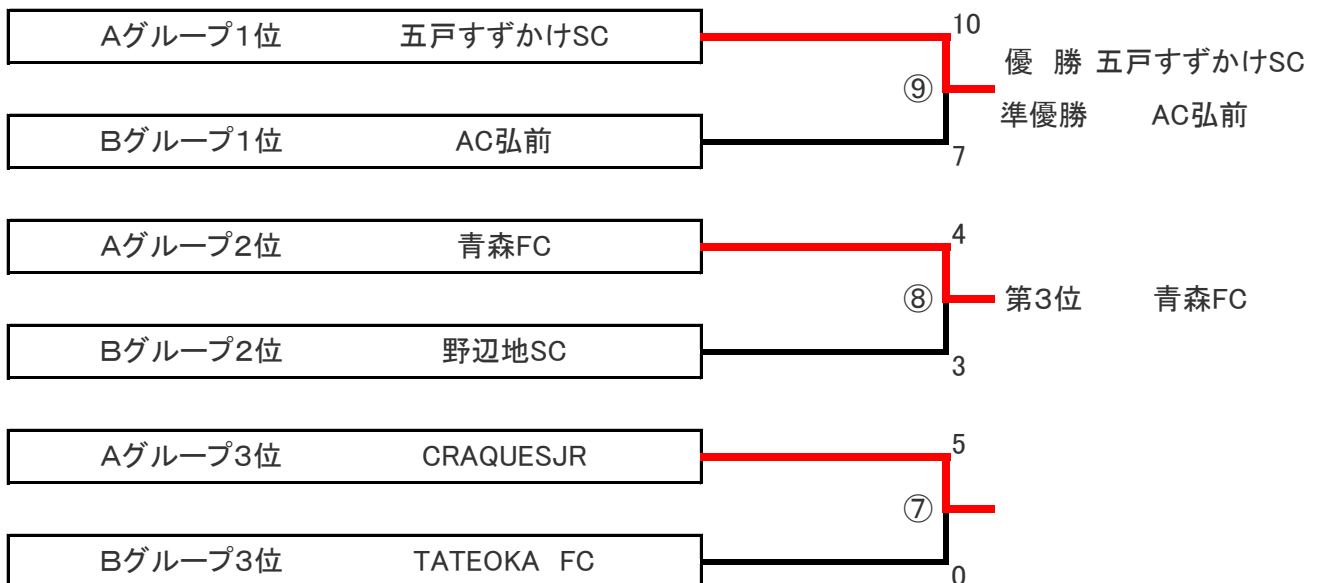 Aグループ1位 五戸すずかけSC 10
優 勝 五戸すずかけSC
⑨
準優勝 AC弘前
Bグループ1位 AC弘前 7
Aグループ2位 青森FC 4
⑧ 第3位 青森FC
Bグループ2位 野辺地SC 3
Aグループ3位 CRAQUESJR 5
⑦
Bグループ3位 TATEOKA FC 0